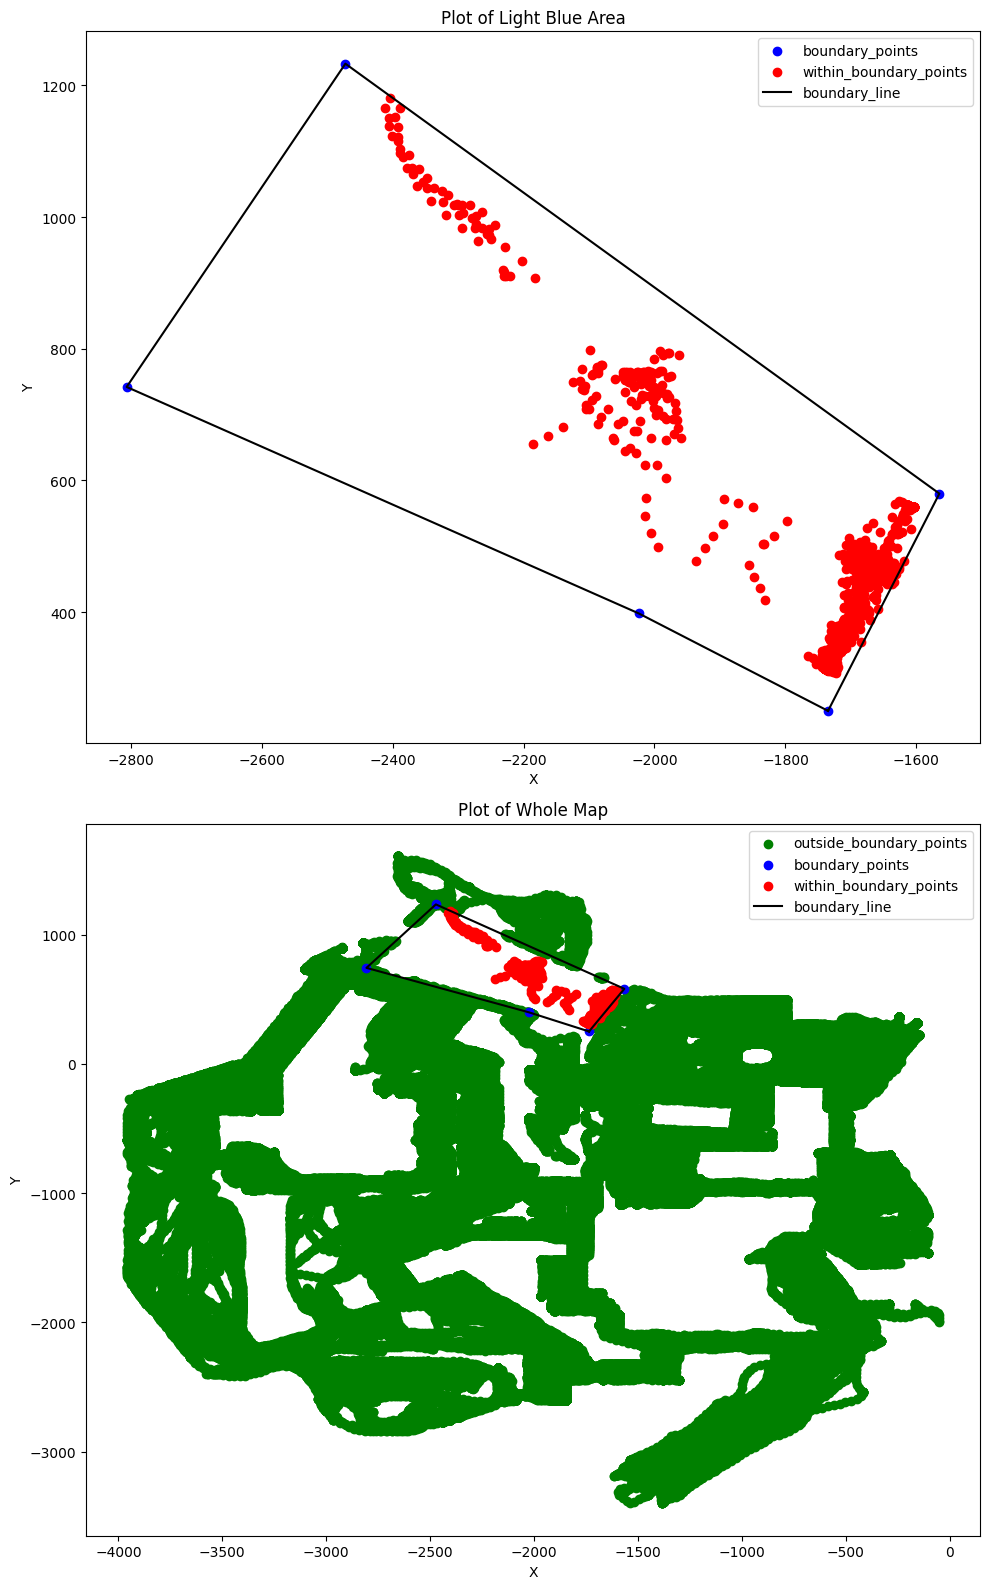 Plot of Light Blue Area
boundary_points
within_boundary_points
boundary_line
Y
1200
1000
800
600
400
−2800 −2600 −2400 −2200 −2000 −1800 −1600
X
Plot of Whole Map
outside_boundary_points
boundary_points
within_boundary_points
boundary_line
Y
1000
0
−1000
−2000
−3000
−4000 −3500 −3000 −2500 −2000 −1500 −1000 −500 0
X